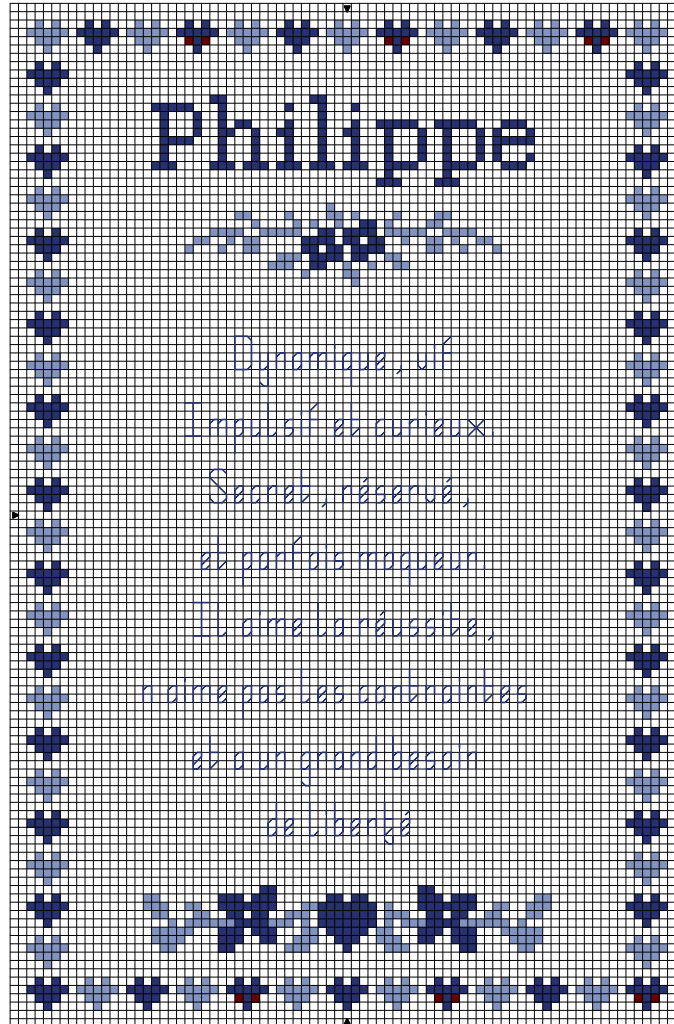 Philippe
Dynamique, vif
Impulsif et curieux.
Secret, réservé,
et parfois moqueur
Il aime la réussite,
n aime pas les contraintes
et a un grand besoin
de liberté